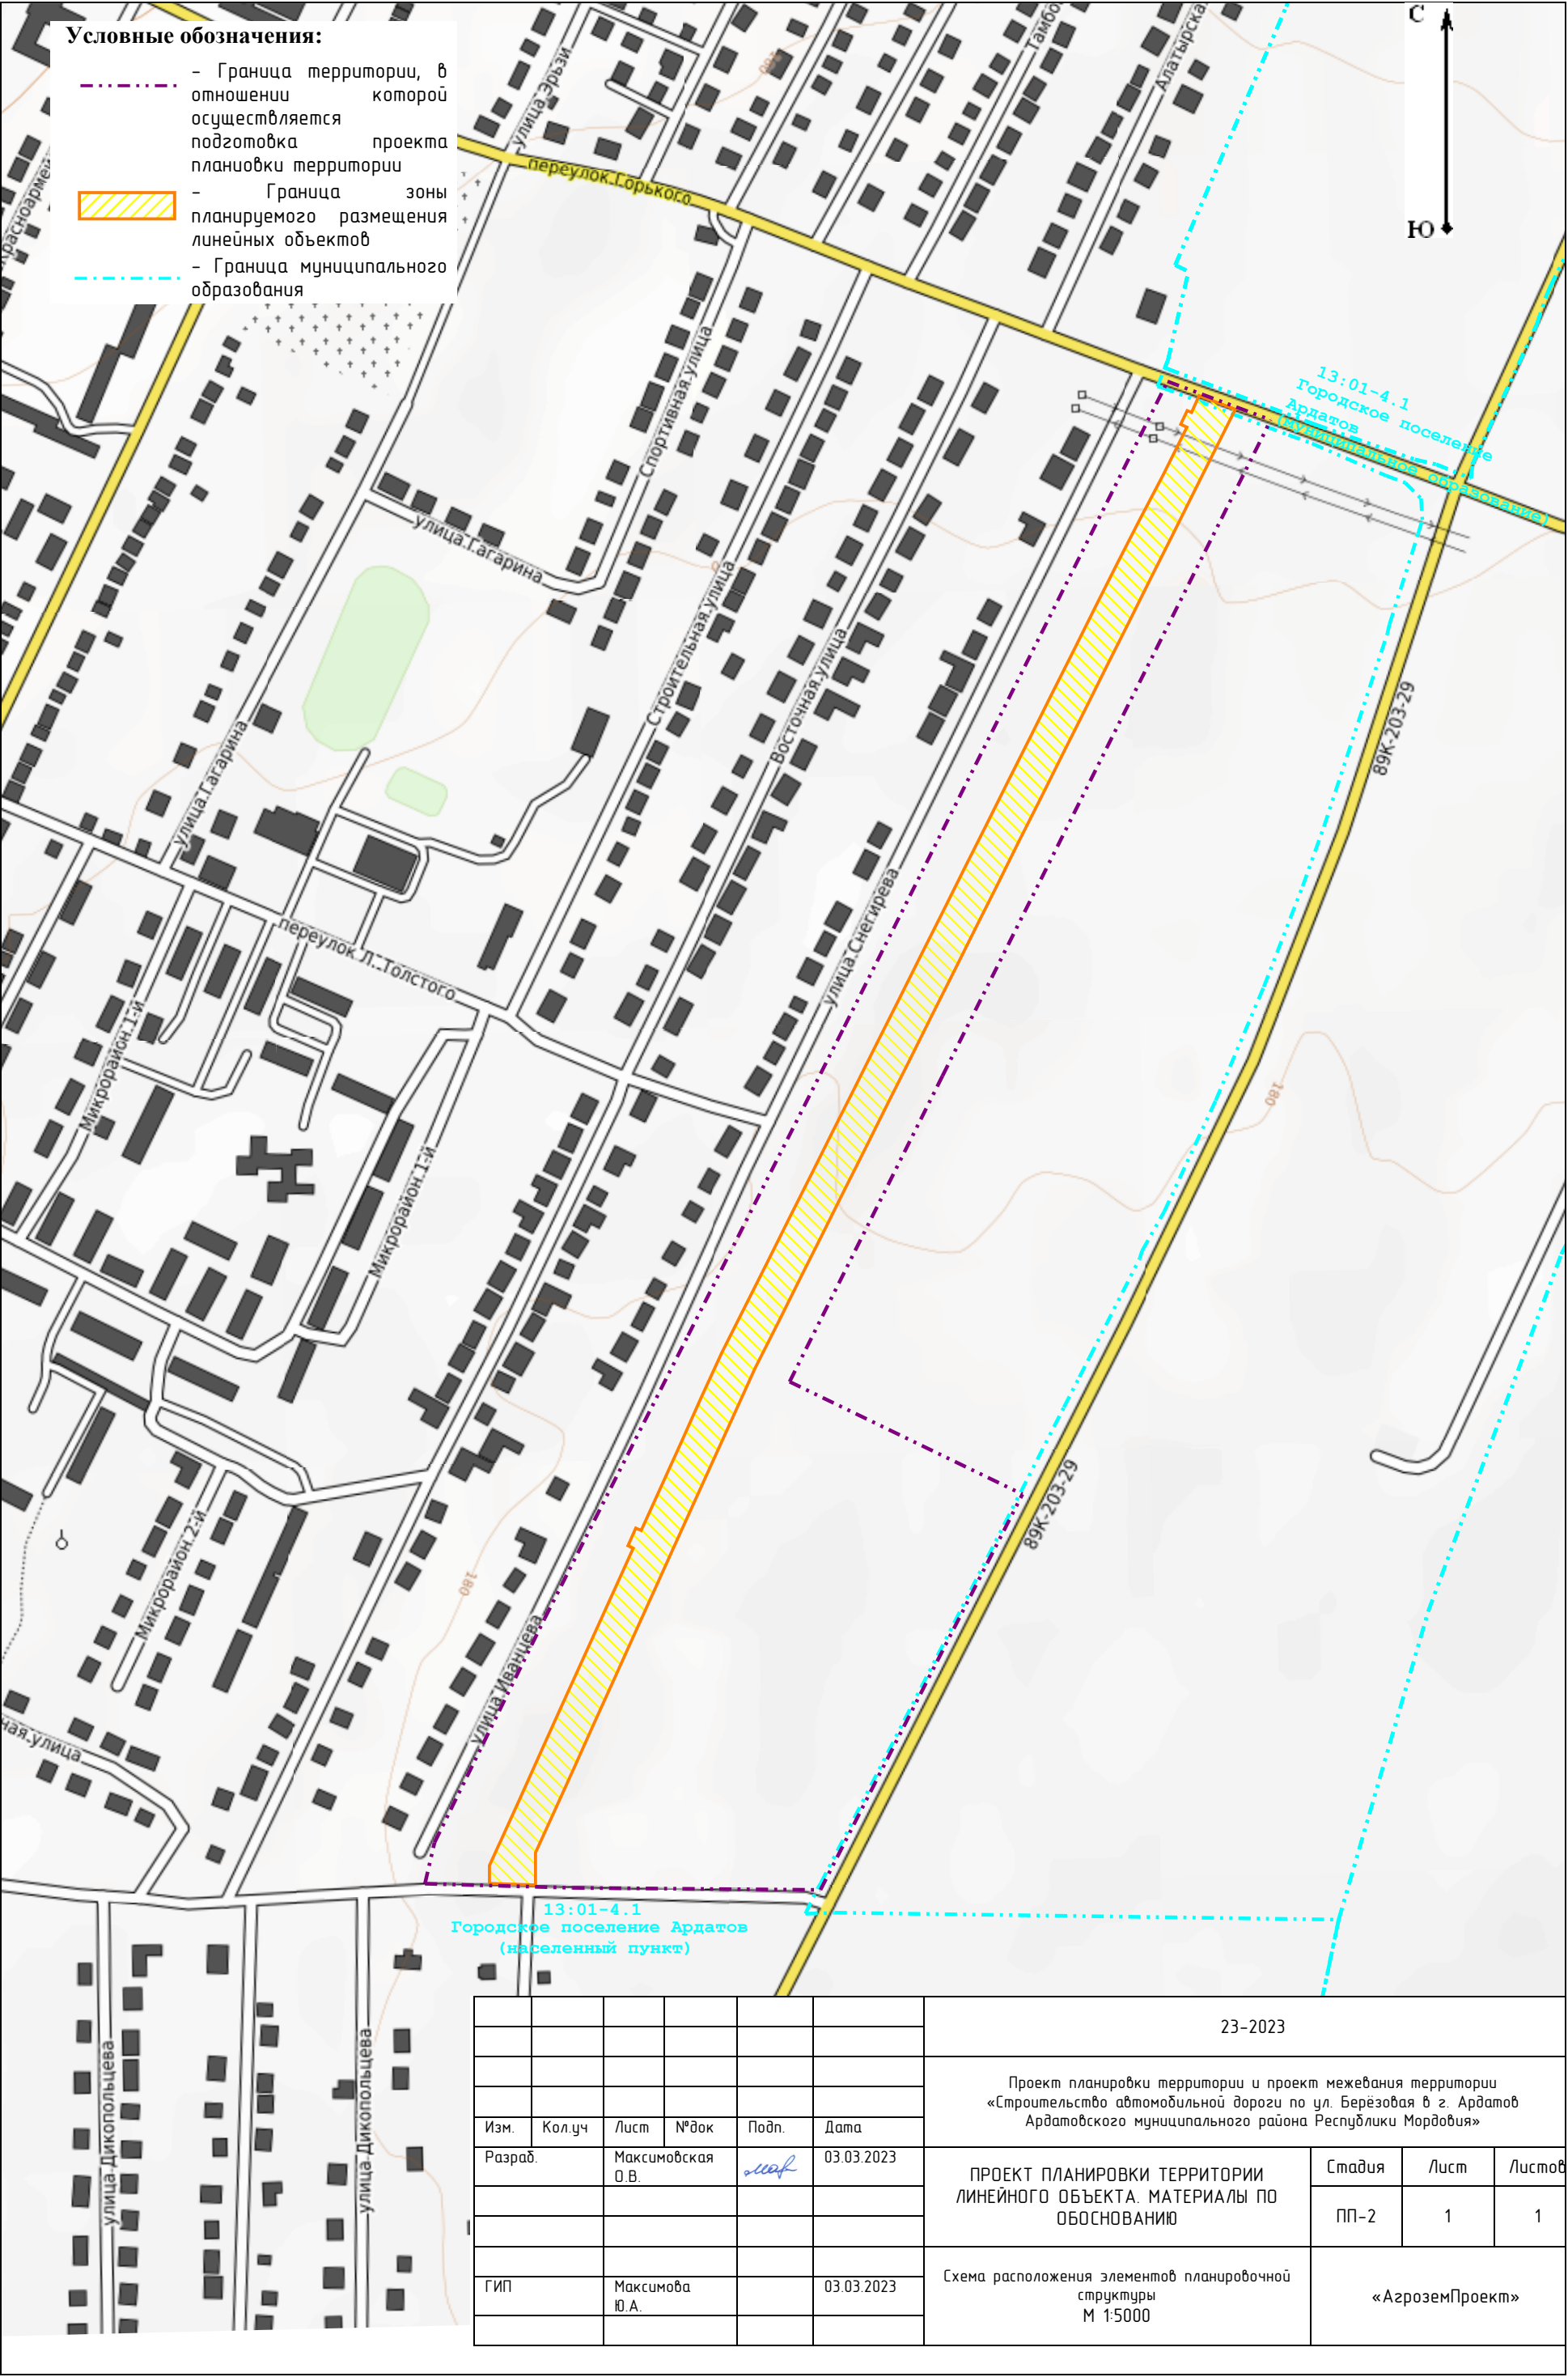 Условные обозначения:
- Граница территории, в
отношении которой
осуществляется
подготовка проекта
планиовки территории
- Граница зоны
планируемого размещения
линейных объектов
- Граница муниципального
образования
С
Ю
улица Эрьзи
переулок Горького
180
13:01-4.1
Городское поселение
Ардатов
(муниципальное образование)
Спортивная улица
улица Гагарина
Строительная улица
Восточная улица
89К-203-29
улица Гагарина
улица Снегирева
переулок Л. Толстого
Микрорайон 1-й
180
Микрорайон 1-й
89К-203-29
Микрорайон 2-й
180
улица Иванцева
ная улица
13:01-4.1
Городское поселение Ардатов
(населенный пункт)
улица Дикопольцева
улица Дикопольцева
23-2023
Проект планировки территории и проект межевания территории
«Строительство автомобильной дороги по ул. Берёзовая в г. Ардатов
Ардатовского муниципального района Республики Мордовия»
Изм. Кол.уч Лист №док Подп. Дата
Разраб. Максимовская О.В. 03.03.2023
ПРОЕКТ ПЛАНИРОВКИ ТЕРРИТОРИИ
ЛИНЕЙНОГО ОБЪЕКТА. МАТЕРИАЛЫ ПО
ОБОСНОВАНИЮ
Стадия Лист Листов
ПП-2 1 1
ГИП Максимова Ю.А. 03.03.2023
Схема расположения элементов планировочной
структуры
М 1:5000
«АгроземПроект»